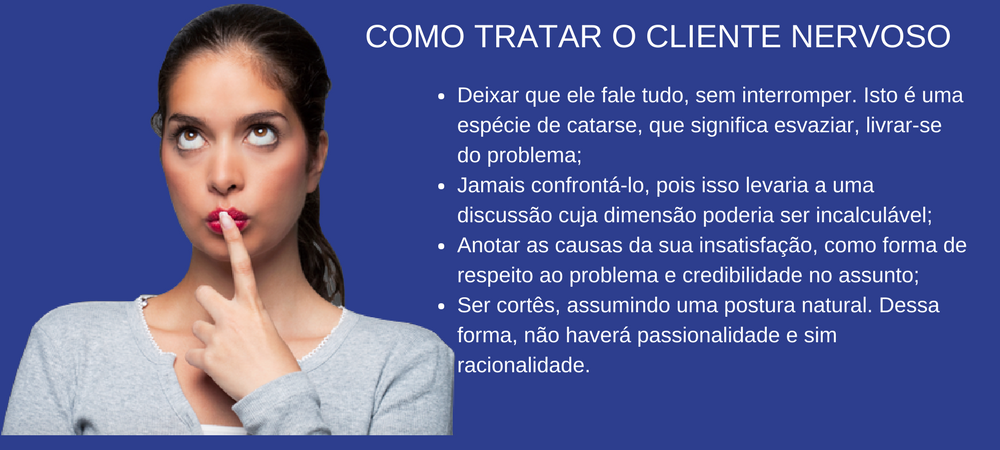 COMO TRATAR O CLIENTE NERVOSO
• Deixar que ele fale tudo, sem interromper. Isto é uma
espécie de catarse, que significa esvaziar, livrar-se
do problema;
• Jamais confrontá-lo, pois isso levaria a uma
discussão cuja dimensão poderia ser incalculável;
• Anotar as causas da sua insatisfação, como forma de
respeito ao problema e credibilidade no assunto;
• Ser cortês, assumindo uma postura natural. Dessa
forma, não haverá passionalidade e sim
racionalidade.